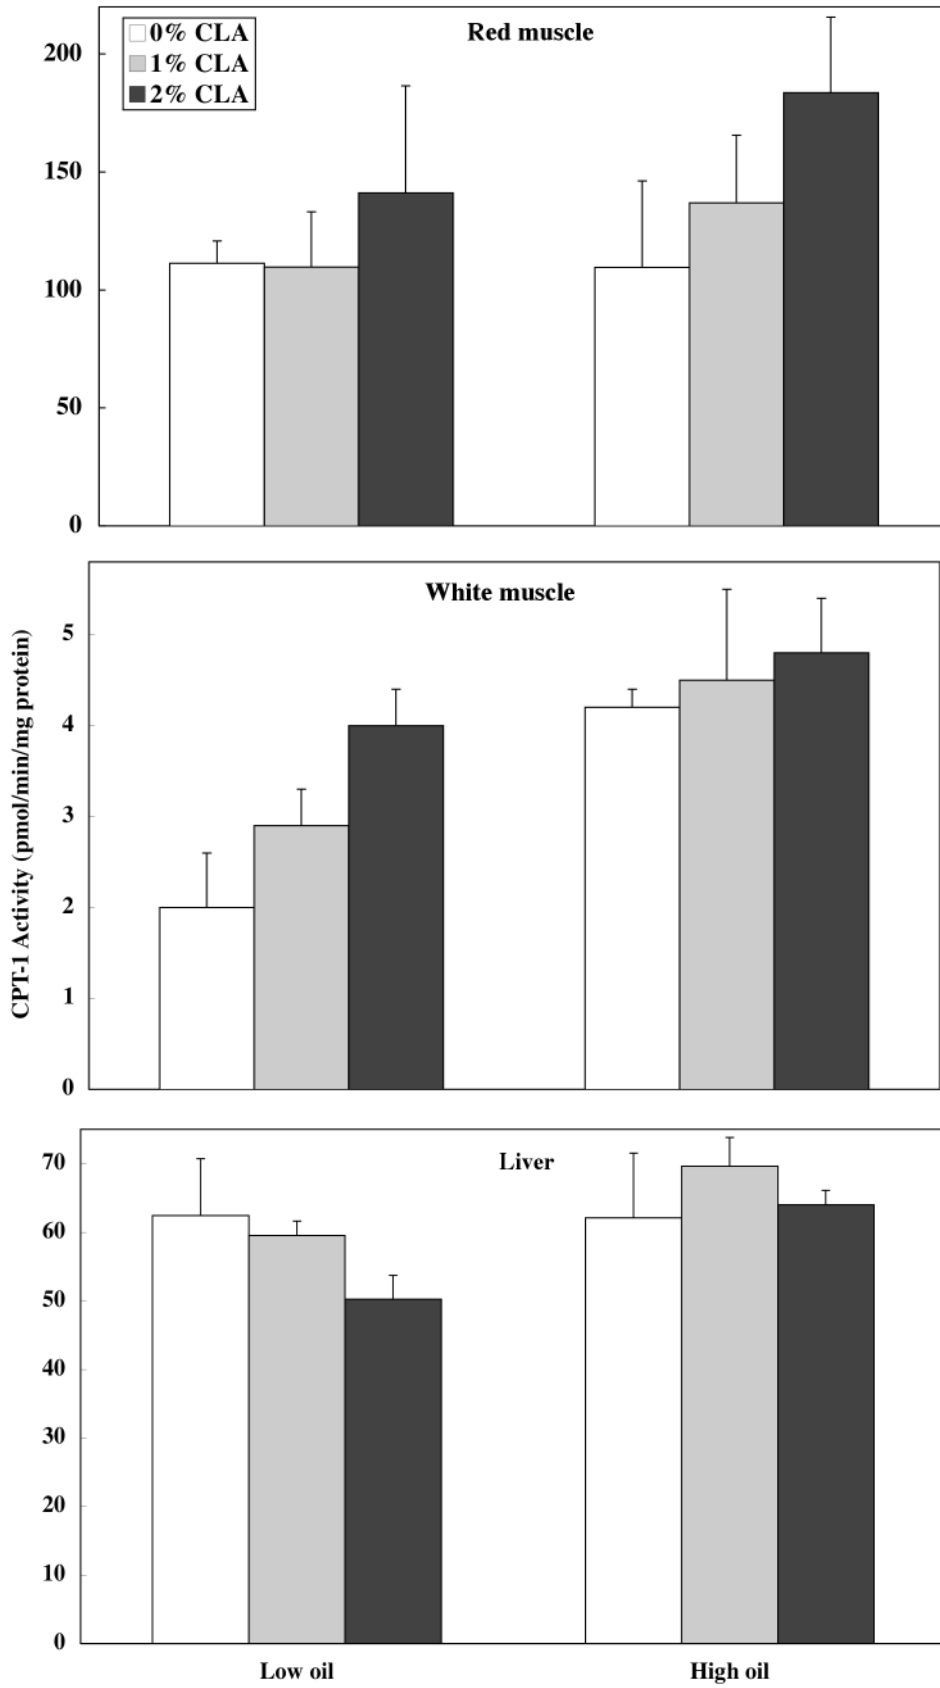 Red muscle
0% CLA
1% CLA
2% CLA
200
150
100
50
0
White muscle
CPT-1 Activity (pmol/min/mg protein)
5
4
3
2
1
0
Liver
70
60
50
40
30
20
10
0
Low oil
High oil